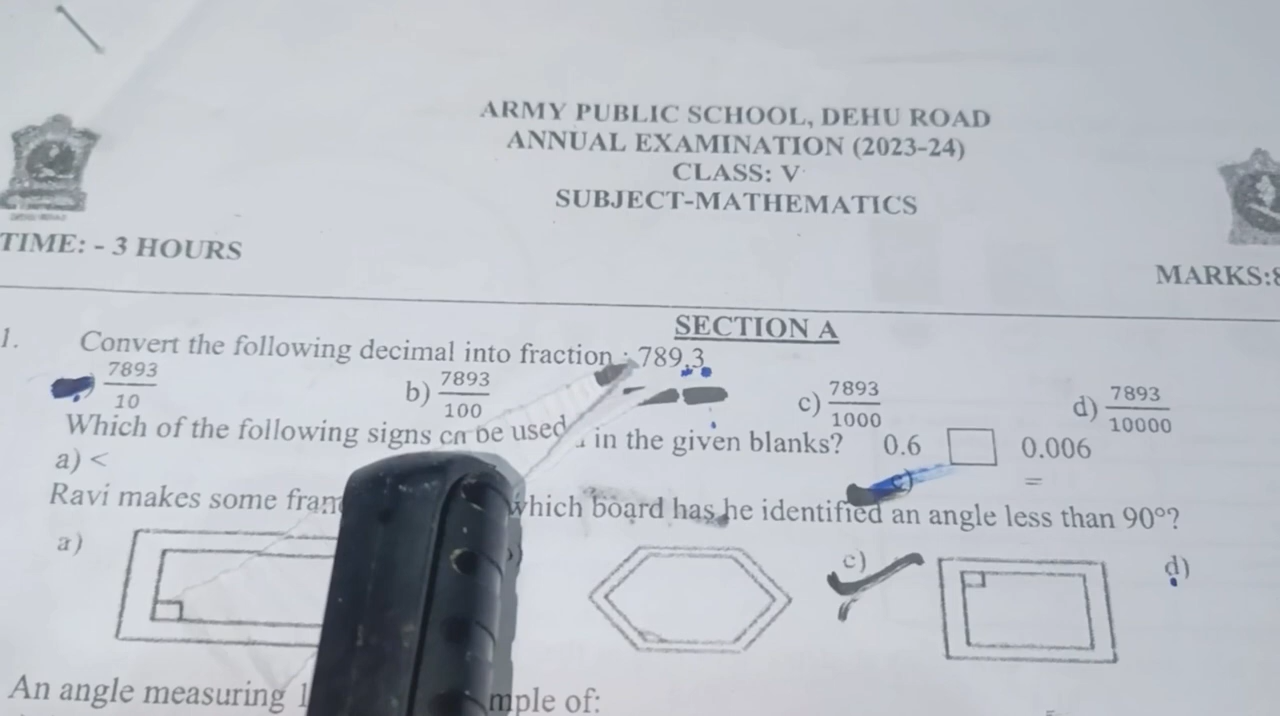 ARMY PUBLIC SCHOOL, DEHU ROAD
ANNUAL EXAMINATION (2023-24)
CLASS: V
SUBJECT-MATHEMATICS
TIME: - 3 HOURS
MARKS:8
SECTION A
1. Convert the following decimal into fraction : 789.3
7893/10 b) 7893/100 c) 7893/1000 d) 7893/10000
Which of the following signs be used in the given blanks? 0.6 □ 0.006
a) < c) =
Ravi makes some which board has he identified an angle less than 90°?
a) c) d)
An angle measuring of: